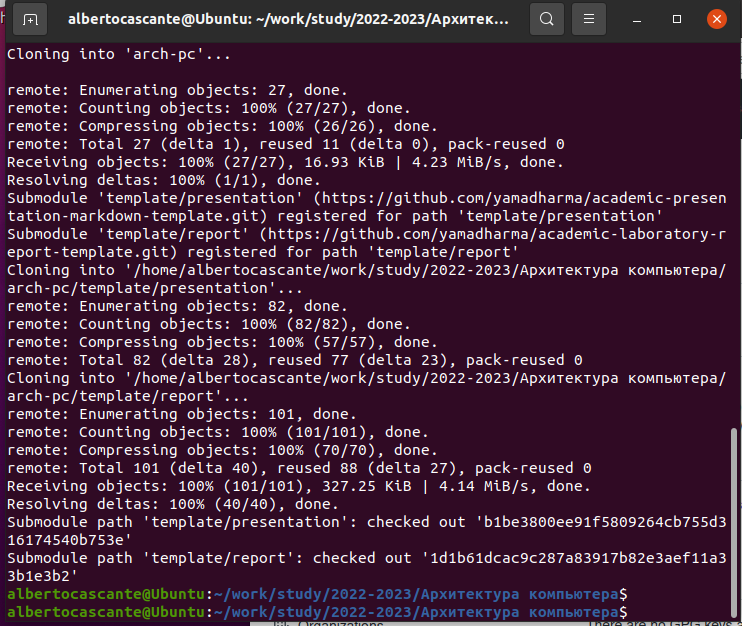 albertocascante@Ubuntu: ~/work/study/2022-2023/Архитек...
Cloning into 'arch-pc'...
remote: Enumerating objects: 27, done.
remote: Counting objects: 100% (27/27), done.
remote: Compressing objects: 100% (26/26), done.
remote: Total 27 (delta 1), reused 11 (delta 0), pack-reused 0
Receiving objects: 100% (27/27), 16.93 KiB | 4.23 MiB/s, done.
Resolving deltas: 100% (1/1), done.
Submodule 'template/presentation' (https://github.com/yamadharma/academic-presen
tation-markdown-template.git) registered for path 'template/presentation'
Submodule 'template/report' (https://github.com/yamadharma/academic-laboratory-r
eport-template.git) registered for path 'template/report'
Cloning into '/home/albertocascante/work/study/2022-2023/Архитектура компьютера/
arch-pc/template/presentation'...
remote: Enumerating objects: 82, done.
remote: Counting objects: 100% (82/82), done.
remote: Compressing objects: 100% (57/57), done.
remote: Total 82 (delta 28), reused 77 (delta 23), pack-reused 0
Cloning into '/home/albertocascante/work/study/2022-2023/Архитектура компьютера/
arch-pc/template/report'...
remote: Enumerating objects: 101, done.
remote: Counting objects: 100% (101/101), done.
remote: Compressing objects: 100% (70/70), done.
remote: Total 101 (delta 40), reused 88 (delta 27), pack-reused 0
Receiving objects: 100% (101/101), 327.25 KiB | 4.14 MiB/s, done.
Resolving deltas: 100% (40/40), done.
Submodule path 'template/presentation': checked out 'b1be3800ee91f5809264cb755d3
16174540b753e'
Submodule path 'template/report': checked out '1d1b61dcac9c287a83917b82e3aef11a3
3b1e3b2'
albertocascante@Ubuntu:~/work/study/2022-2023/Архитектура компьютера$
albertocascante@Ubuntu:~/work/study/2022-2023/Архитектура компьютера$
Organizations There are no GPG keys a